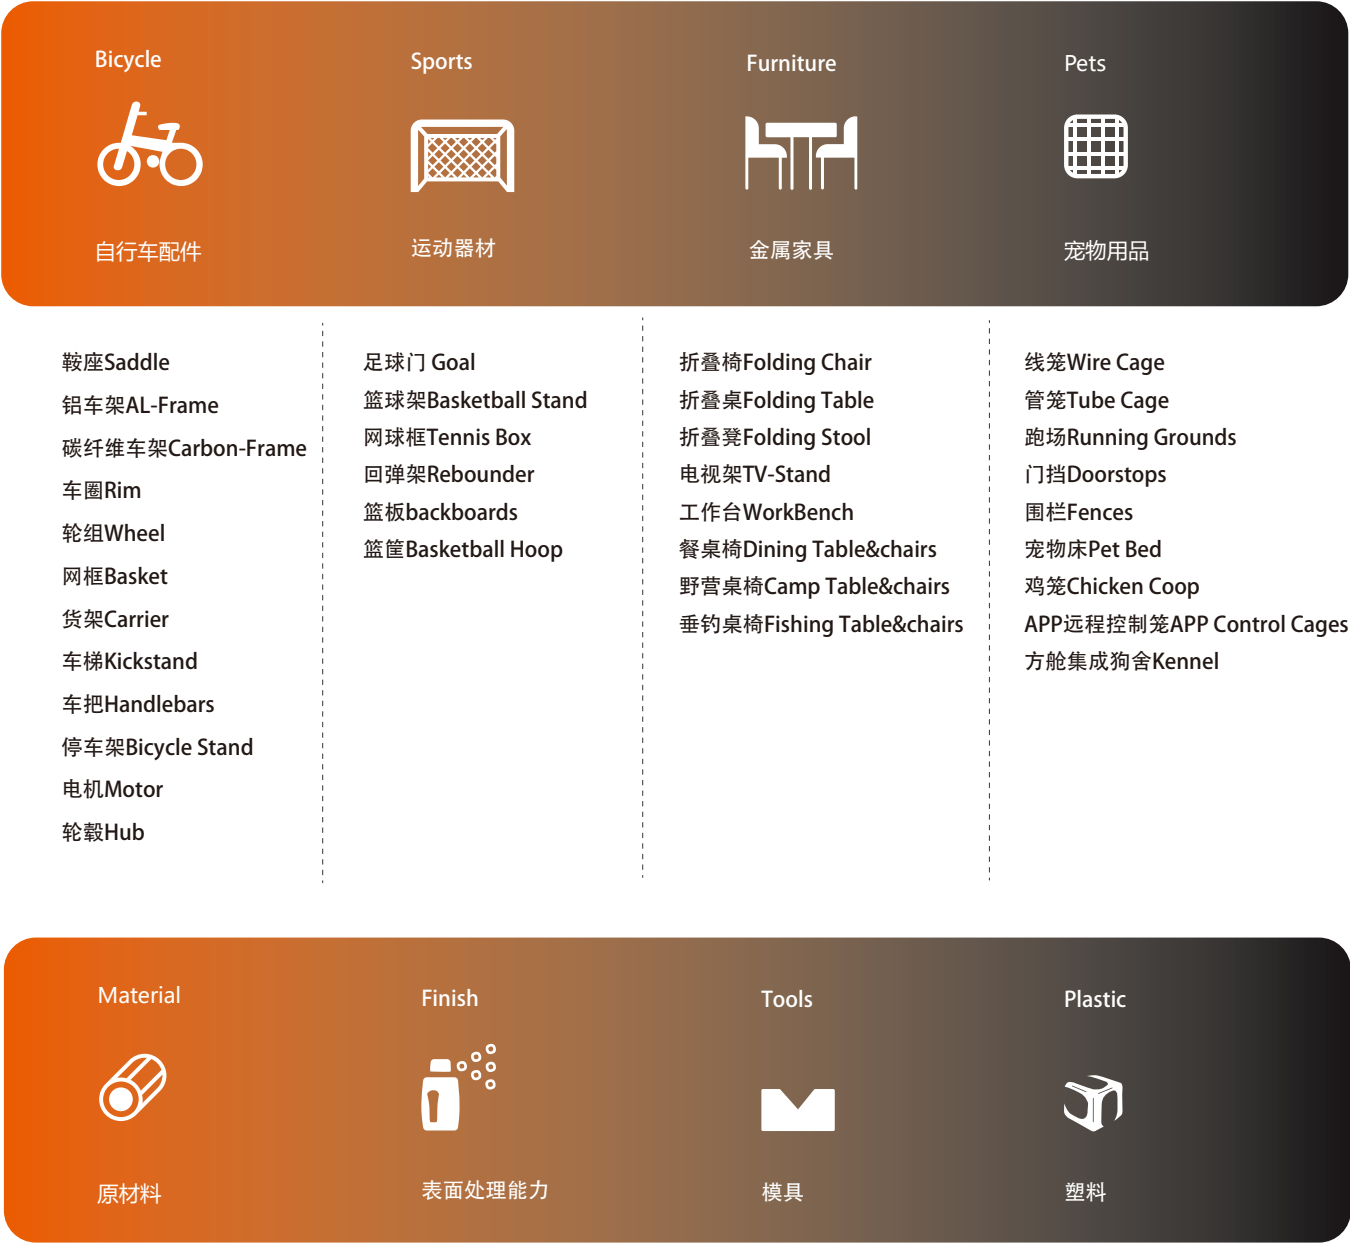 Bicycle
Sports
Furniture
Pets
自行车配件
运动器材
金属家具
宠物用品
鞍座Saddle
铝车架AL-Frame
碳纤维车架Carbon-Frame
车圈Rim
轮组Wheel
网框Basket
货架Carrier
车梯Kickstand
车把Handlebars
停车架Bicycle Stand
电机Motor
轮毂Hub
足球门 Goal
篮球架Basketball Stand
网球框Tennis Box
回弹架Rebounder
篮板backboards
篮筐Basketball Hoop
折叠椅Folding Chair
折叠桌Folding Table
折叠凳Folding Stool
电视架TV-Stand
工作台WorkBench
餐桌椅Dining Table&chairs
野营桌椅Camp Table&chairs
垂钓桌椅Fishing Table&chairs
线笼Wire Cage
管笼Tube Cage
跑场Running Grounds
门挡Doorstops
围栏Fences
宠物床Pet Bed
鸡笼Chicken Coop
APP远程控制笼APP Control Cages
方舱集成狗舍Kennel
Material
Finish
Tools
Plastic
原材料
表面处理能力
模具
塑料